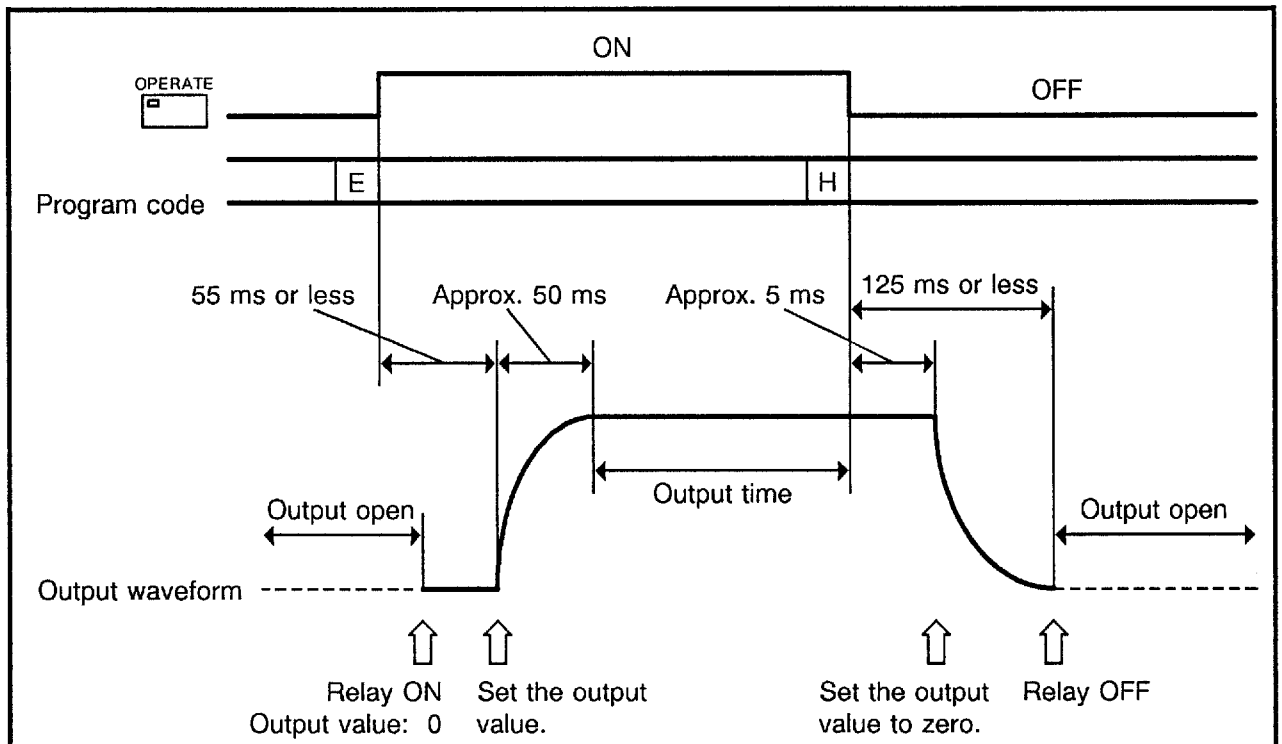 ON
OPERATE
OFF
E
H
Program code
55 ms or less
Approx. 50 ms
Approx. 5 ms
125 ms or less
Output time
Output open
Output open
Output waveform
Relay ON
Output value: 0
Set the output
value.
Set the output
value to zero.
Relay OFF